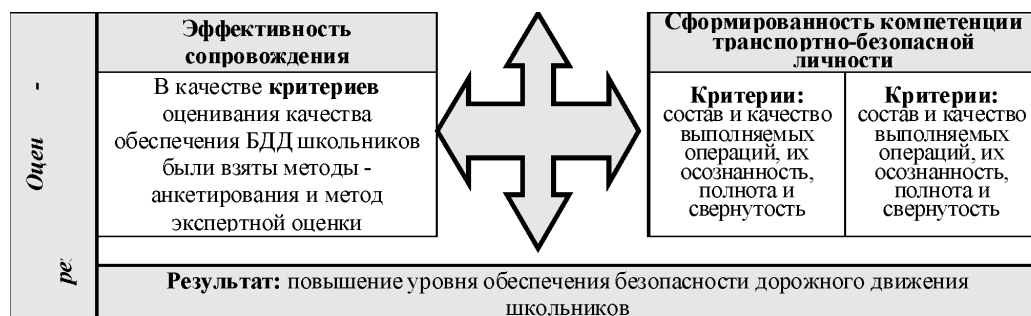 Оцен -
ре
Эффективность
сопровождения
В качестве критериев
оценивания качества
обеспечения БДД школьников
были взяты методы -
анкетирования и метод
экспертной оценки
Сформированность компетенции
транспортно-безопасной
личности
Критерии:
состав и качество
выполняемых
операций, их
осознанность,
полнота и
свернутость
Критерии:
состав и качество
выполняемых
операций, их
осознанность,
полнота и
свернутость
Результат: повышение уровня обеспечения безопасности дорожного движения
школьников